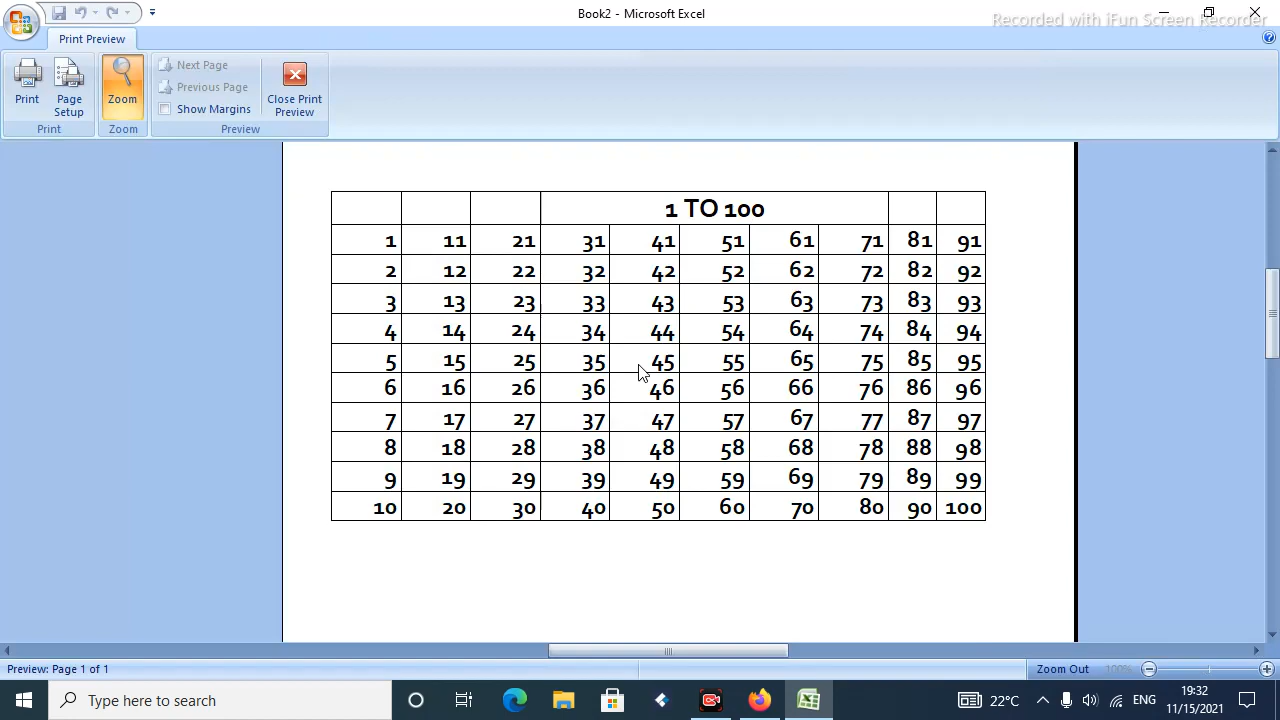 Book2 - Microsoft Excel
Recorded with iFun Screen Recorder
Print Preview
Print
Page Setup
Zoom
Next Page
Previous Page
Show Margins
Close Print Preview
Print
Zoom
Preview
1 TO 100
1 11 21 31 41 51 61 71 81 91
2 12 22 32 42 52 62 72 82 92
3 13 23 33 43 53 63 73 83 93
4 14 24 34 44 54 64 74 84 94
5 15 25 35 45 55 65 75 85 95
6 16 26 36 46 56 66 76 86 96
7 17 27 37 47 57 67 77 87 97
8 18 28 38 48 58 68 78 88 98
9 19 29 39 49 59 69 79 89 99
10 20 30 40 50 60 70 80 90 100
Preview: Page 1 of 1
Zoom Out 100%
Type here to search
22°C
ENG
19:32
11/15/2021